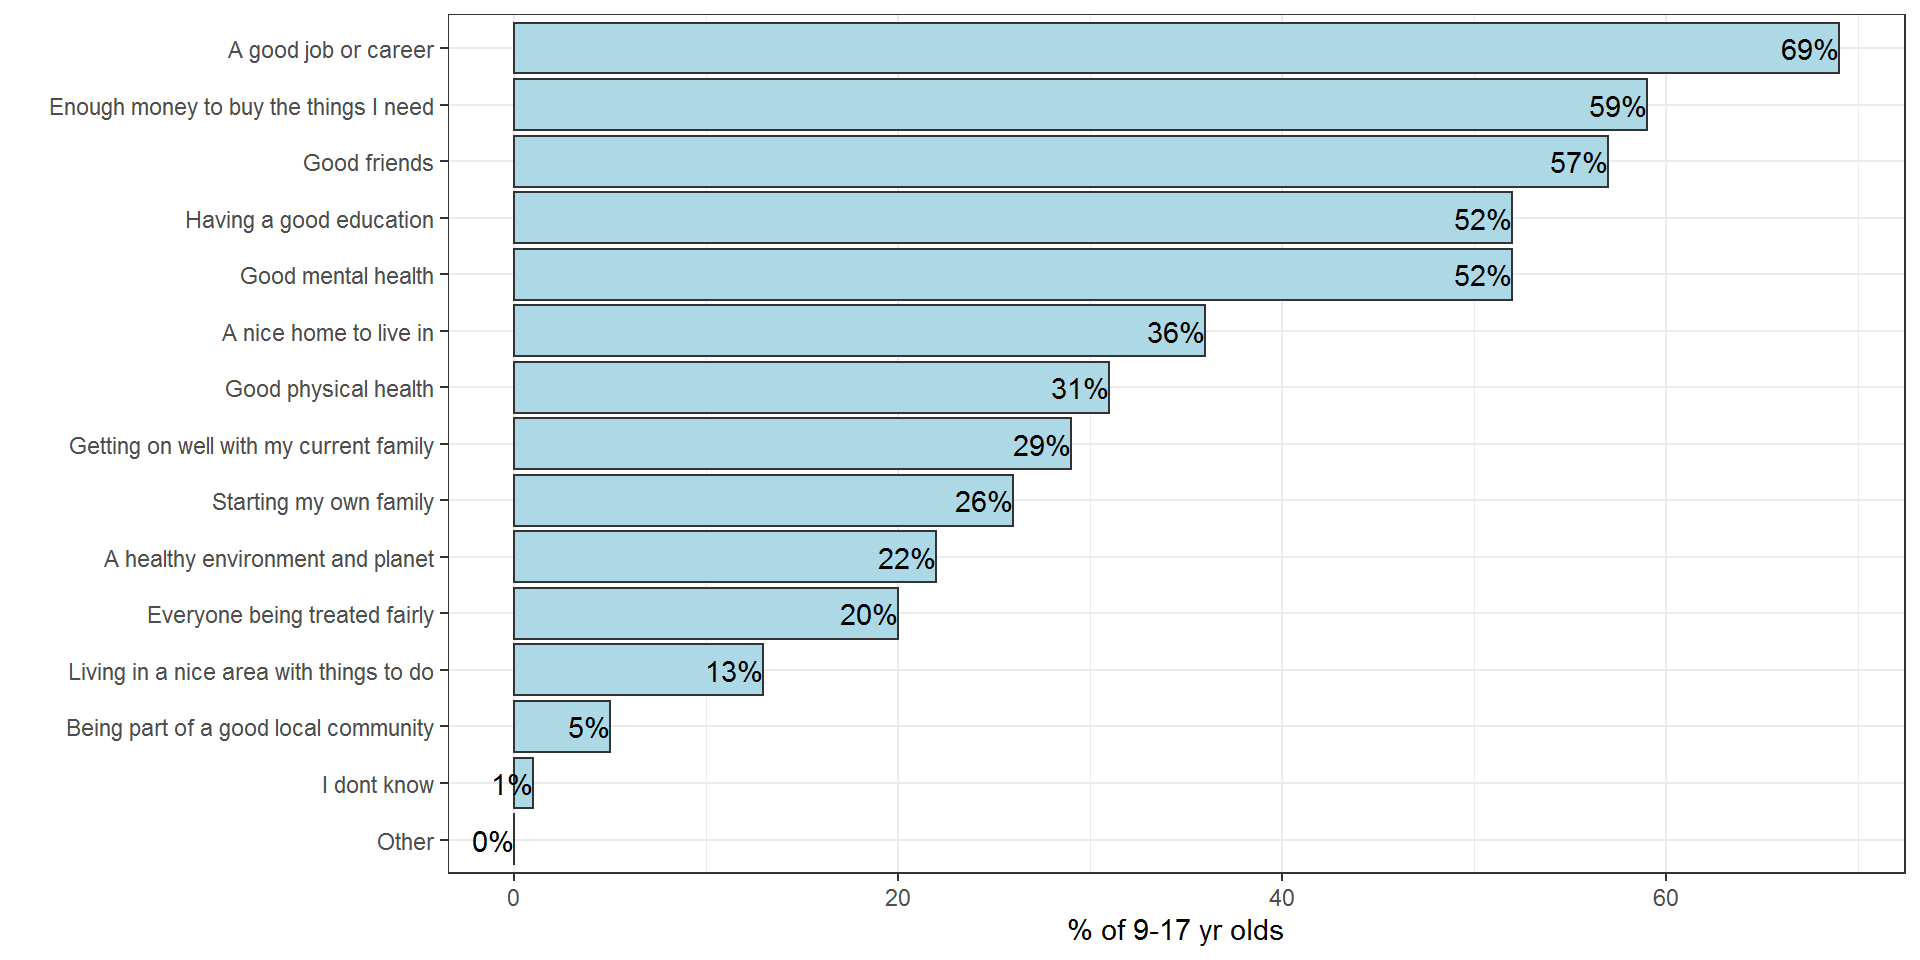 A good job or career 69%
Enough money to buy the things I need 59%
Good friends 57%
Having a good education 52%
Good mental health 52%
A nice home to live in 36%
Good physical health 31%
Getting on well with my current family 29%
Starting my own family 26%
A healthy environment and planet 22%
Everyone being treated fairly 20%
Living in a nice area with things to do 13%
Being part of a good local community 5%
I dont know 1%
Other 0%
0 20 40 60
% of 9-17 yr olds